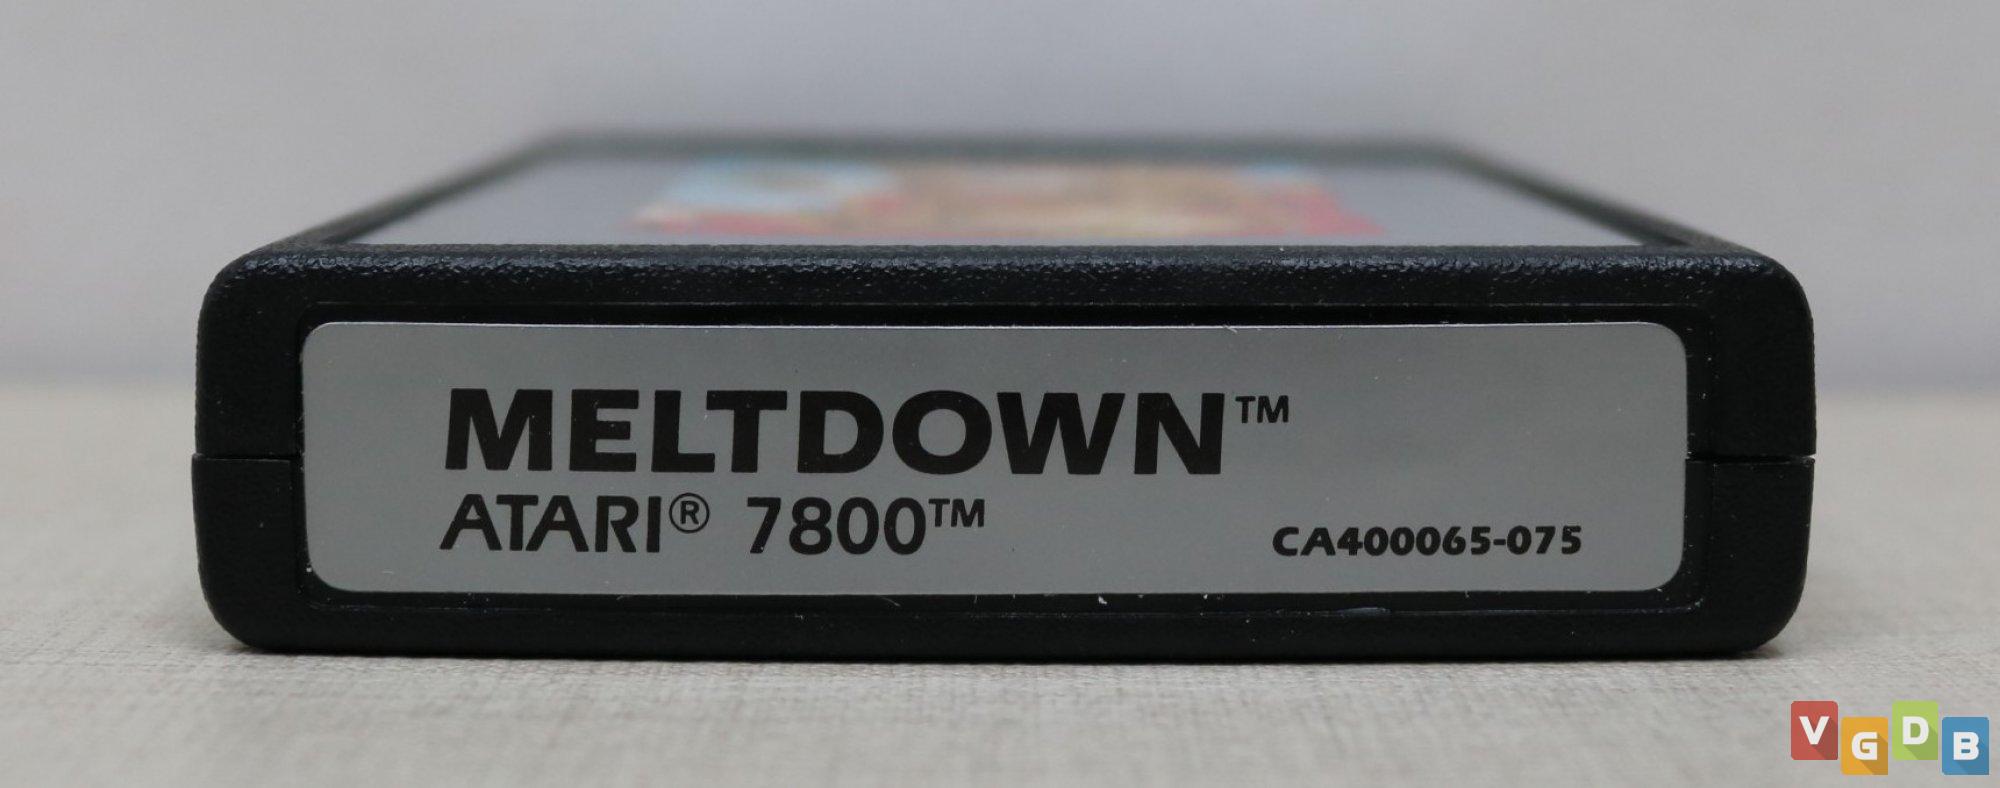 MELTDOWN™
ATARI® 7800™
CA400065-075
VGDB